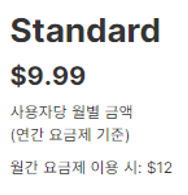 Standard
$9.99
사용자당 월별 금액
(연간 요금제 기준)
월간 요금제 이용 시: $12